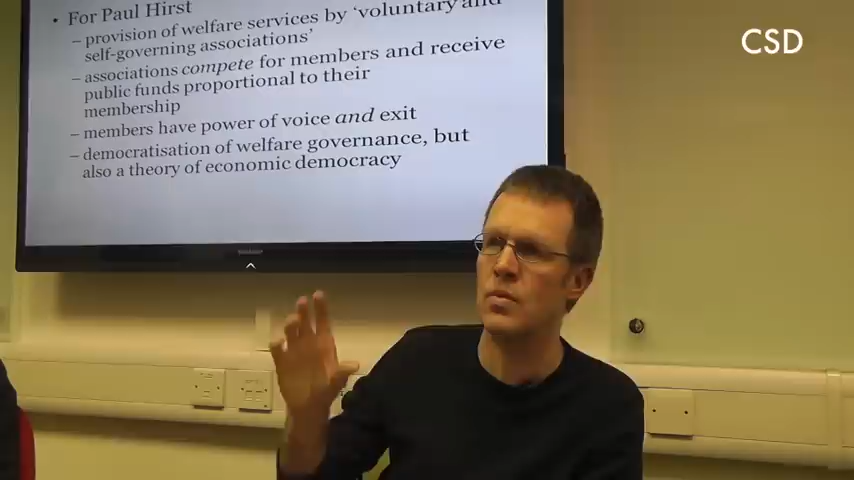 • For Paul Hirst
– provision of welfare services by ‘voluntary and
self-governing associations’
– associations compete for members and receive
public funds proportional to their
membership
– members have power of voice and exit
– democratisation of welfare governance, but
also a theory of economic democracy
CSD